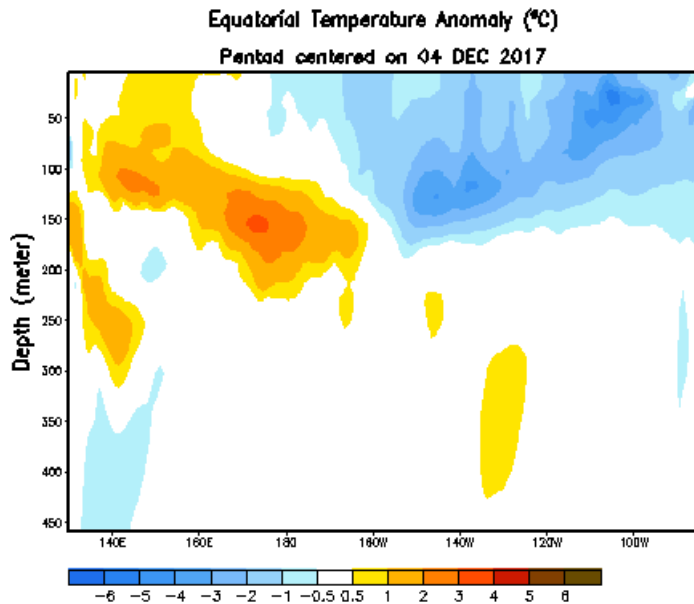 Equatorial Temperature Anomaly (°C)
Pentad centered on 04 DEC 2017
Depth (meter)
50
100
150
200
250
300
350
400
450
140E 160E 180 160W 140W 120W 100W
-6 -5 -4 -3 -2 -1 -0.5 0.5 1 2 3 4 5 6